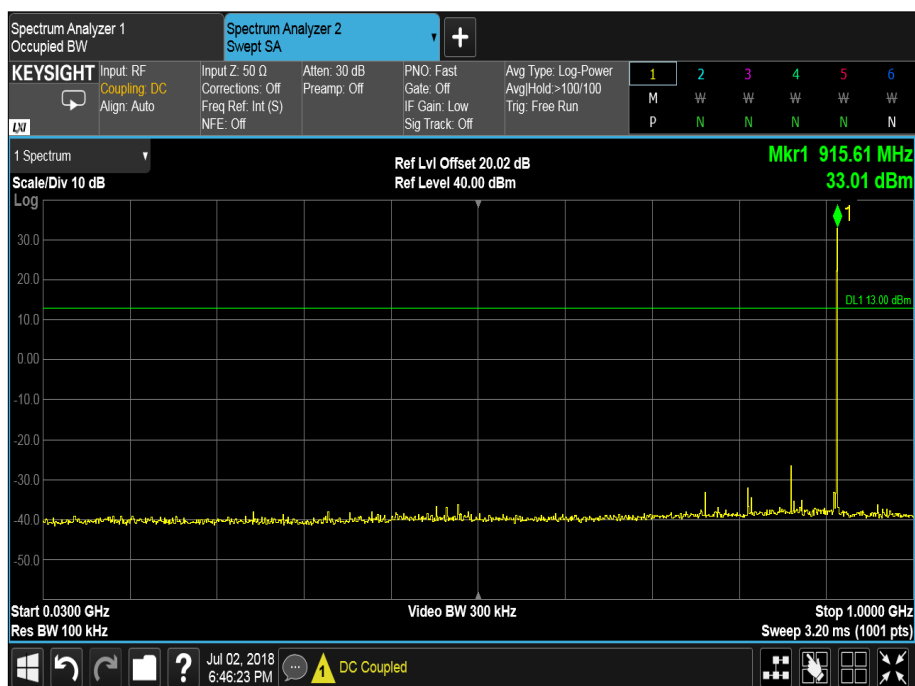 Spectrum Analyzer 1
Occupied BW
Spectrum Analyzer 2
Swept SA
+
KEYSIGHT
LXI
Input: RF
Coupling: DC
Align: Auto
Input Z: 50 Ω
Corrections: Off
Freq Ref: Int (S)
NFE: Off
Atten: 30 dB
Preamp: Off
PNO: Fast
Gate: Off
IF Gain: Low
Sig Track: Off
Avg Type: Log-Power
Avg|Hold:>100/100
Trig: Free Run
1 2 3 4 5 6
M W W W W W
P N N N N N
1 Spectrum
Scale/Div 10 dB
Ref Lvl Offset 20.02 dB
Ref Level 40.00 dBm
Mkr1 915.61 MHz
33.01 dBm
Log
1
30.0
20.0
DL1 13.00 dBm
10.0
0.00
-10.0
-20.0
-30.0
-40.0
-50.0
Start 0.0300 GHz
Res BW 100 kHz
Video BW 300 kHz
Stop 1.0000 GHz
Sweep 3.20 ms (1001 pts)
?
Jul 02, 2018
6:46:23 PM
1
DC Coupled